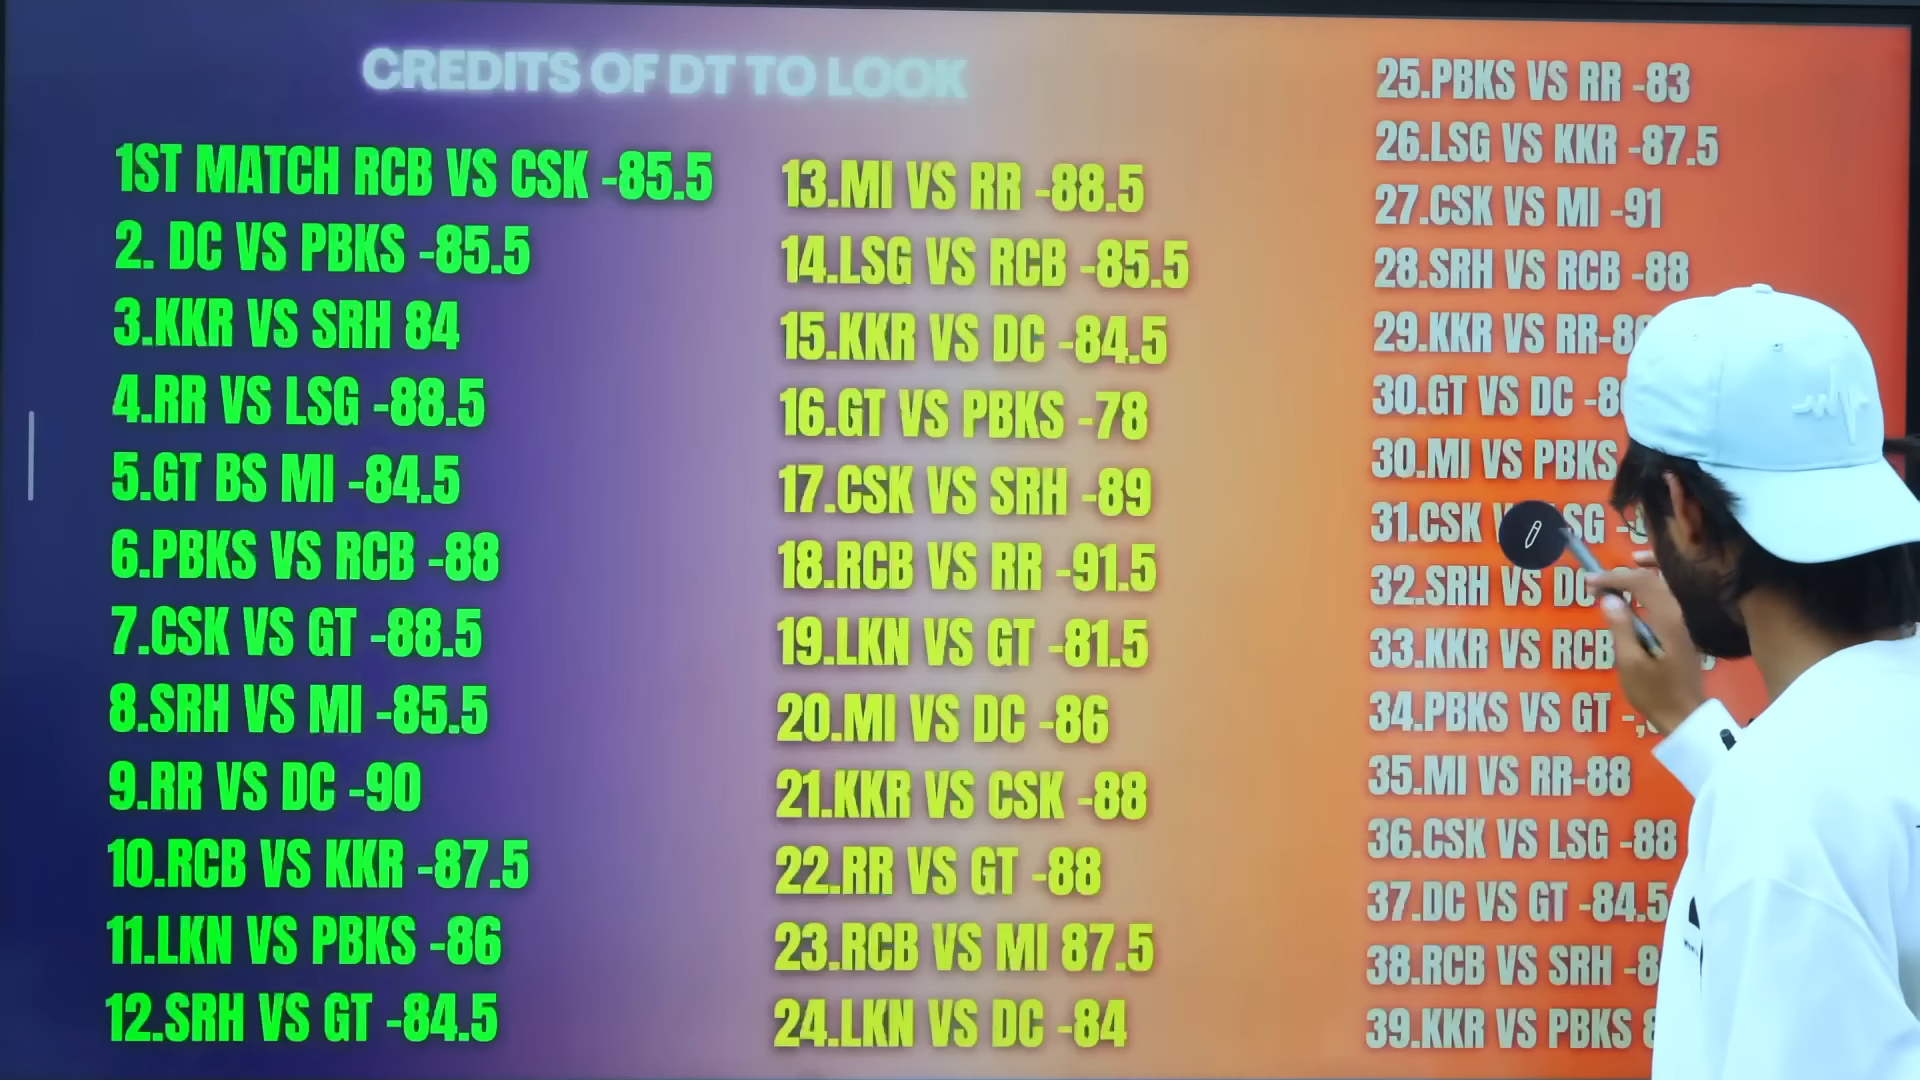 CREDITS OF DT TO LOOK
1ST MATCH RCB VS CSK -85.5
2. DC VS PBKS -85.5
3.KKR VS SRH 84
4.RR VS LSG -88.5
5.GT BS MI -84.5
6.PBKS VS RCB -88
7.CSK VS GT -88.5
8.SRH VS MI -85.5
9.RR VS DC -90
10.RCB VS KKR -87.5
11.LKN VS PBKS -86
12.SRH VS GT -84.5
13.MI VS RR -88.5
14.LSG VS RCB -85.5
15.KKR VS DC -84.5
16.GT VS PBKS -78
17.CSK VS SRH -89
18.RCB VS RR -91.5
19.LKN VS GT -81.5
20.MI VS DC -86
21.KKR VS CSK -88
22.RR VS GT -88
23.RCB VS MI 87.5
24.LKN VS DC -84
25.PBKS VS RR -83
26.LSG VS KKR -87.5
27.CSK VS MI -91
28.SRH VS RCB -88
29.KKR VS RR
30.GT VS DC
30.MI VS PBKS
31.CSK
32.SRH VS DC
33.KKR VS RCB
34.PBKS VS GT
35.MI VS RR-88
36.CSK VS LSG -88
37.DC VS GT -84.5
38.RCB VS SRH
39.KKR VS PBKS